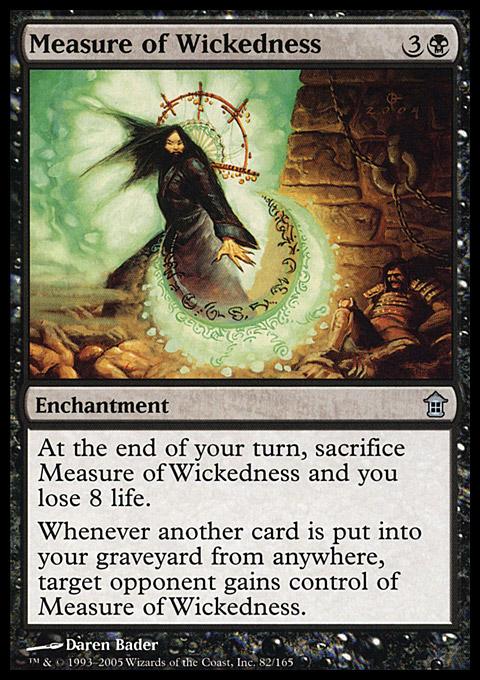 Measure of Wickedness 3
Enchantment
At the end of your turn, sacrifice
Measure of Wickedness and you
lose 8 life.
Whenever another card is put into
your graveyard from anywhere,
target opponent gains control of
Measure of Wickedness.
Daren Bader
™ & © 1993–2005 Wizards of the Coast, Inc. 82/165